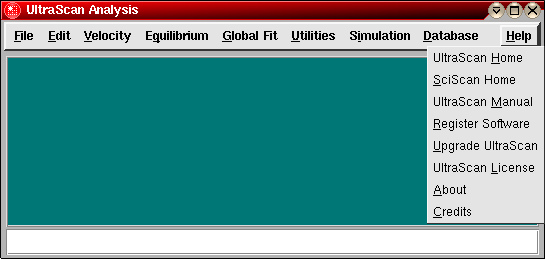 UltraScan Analysis
File Edit Velocity Equilibrium Global Fit Utilities Simulation Database Help
UltraScan Home
SciScan Home
UltraScan Manual
Register Software
Upgrade UltraScan
UltraScan License
About
Credits